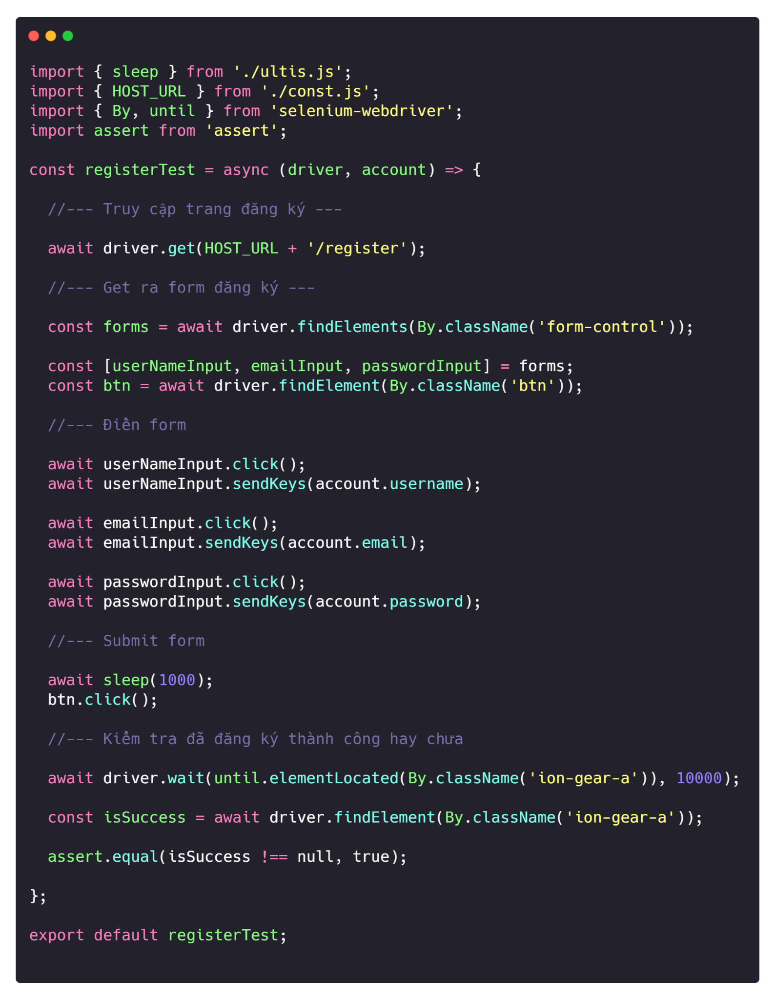 import { sleep } from './ultis.js';
import { HOST_URL } from './const.js';
import { By, until } from 'selenium-webdriver';
import assert from 'assert';
const registerTest = async (driver, account) => {
//--- Truy cập trang đăng ký ---
await driver.get(HOST_URL + '/register');
//--- Get ra form đăng ký ---
const forms = await driver.findElements(By.className('form-control'));
const [userNameInput, emailInput, passwordInput] = forms;
const btn = await driver.findElement(By.className('btn'));
//--- Điền form
await userNameInput.click();
await userNameInput.sendKeys(account.username);
await emailInput.click();
await emailInput.sendKeys(account.email);
await passwordInput.click();
await passwordInput.sendKeys(account.password);
//--- Submit form
await sleep(1000);
btn.click();
//--- Kiểm tra đã đăng ký thành công hay chưa
await driver.wait(until.elementLocated(By.className('ion-gear-a')), 10000);
const isSuccess = await driver.findElement(By.className('ion-gear-a'));
assert.equal(isSuccess !== null, true);
};
export default registerTest;